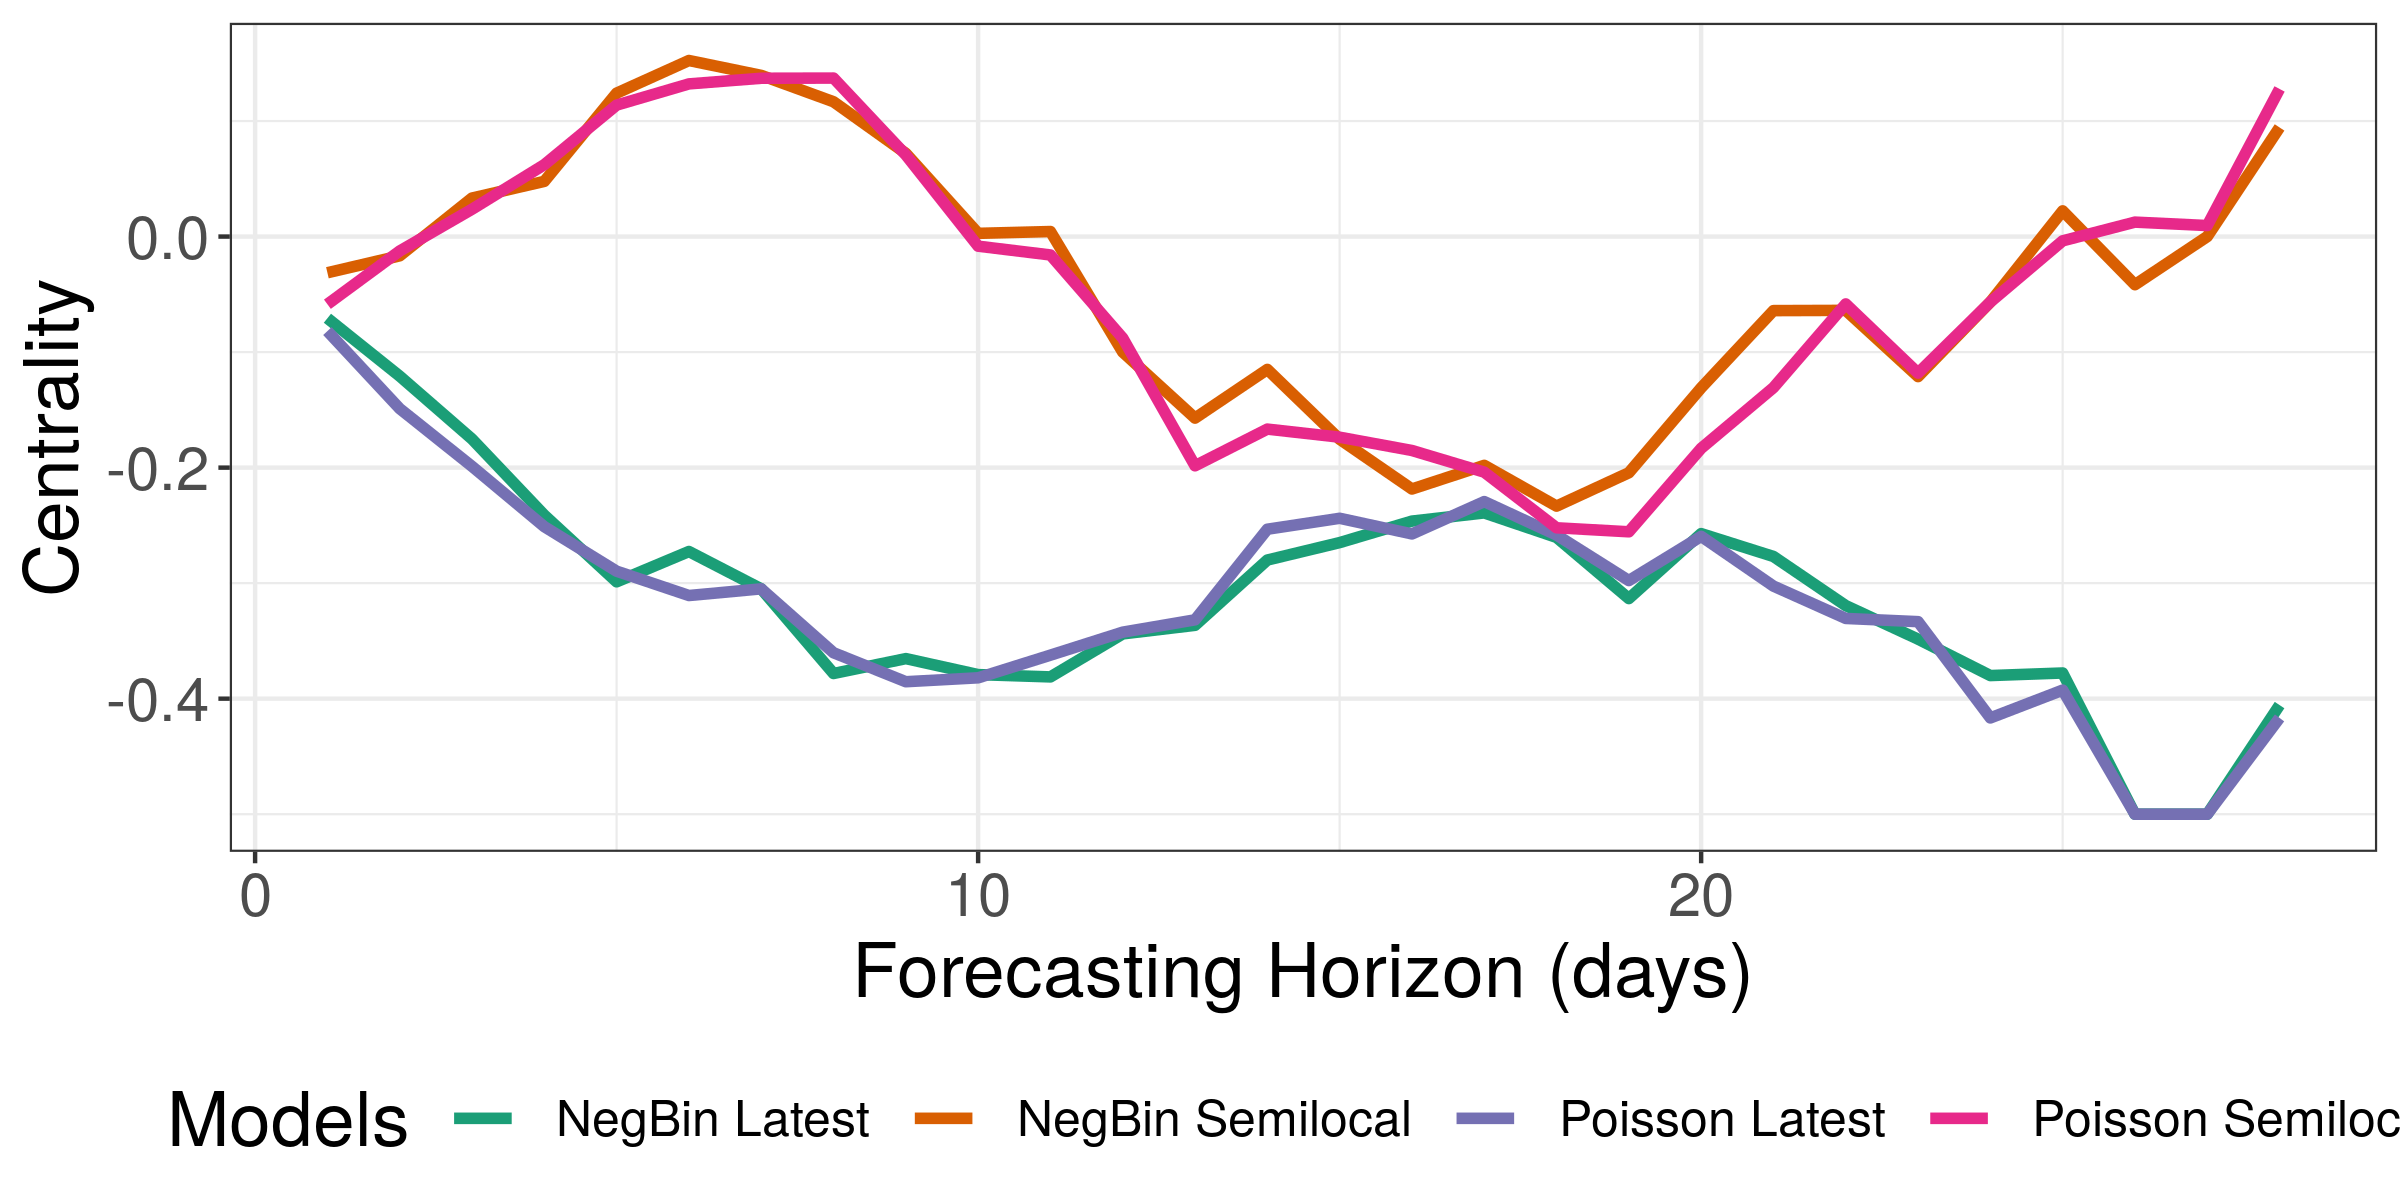 Centrality
0.0
-0.2
-0.4
0 10 20
Forecasting Horizon (days)
Models NegBin Latest NegBin Semilocal Poisson Latest Poisson Semiloc